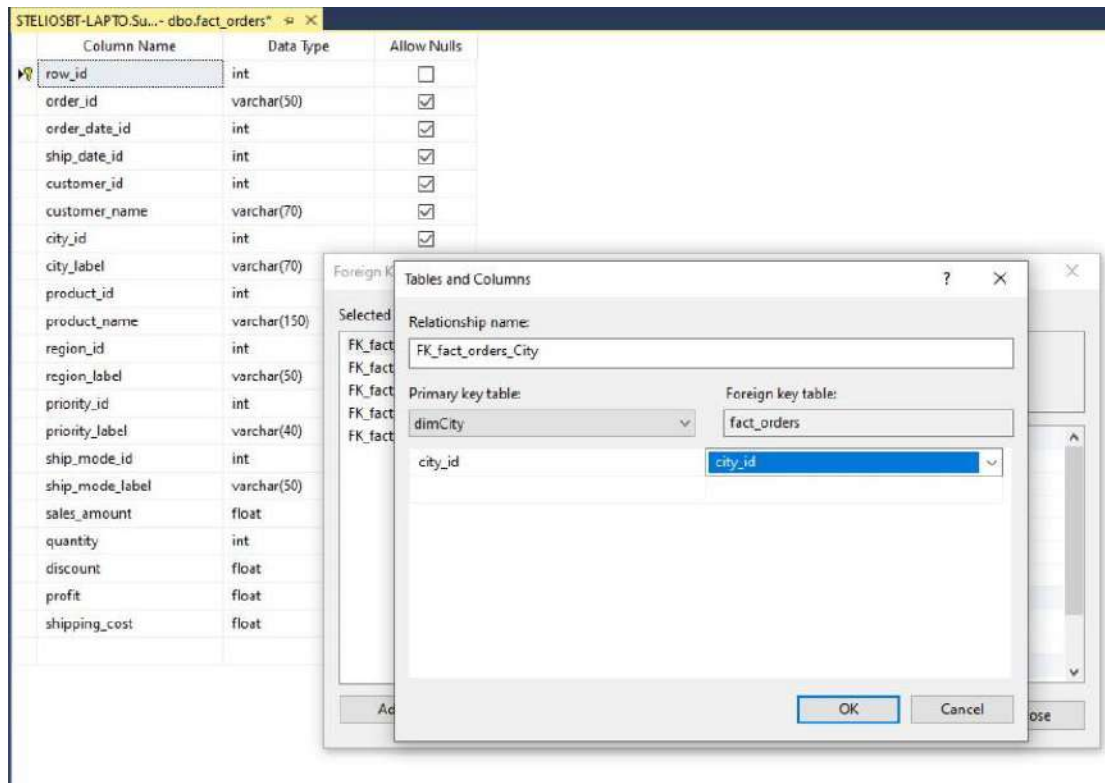 STELIOSBT-LAPTO.Su...- dbo.fact_orders*
Column Name Data Type Allow Nulls
row_id int
order_id varchar(50)
order_date_id int
ship_date_id int
customer_id int
customer_name varchar(70)
city_id int
city_label varchar(70)
product_id int
product_name varchar(150)
region_id int
region_label varchar(50)
priority_id int
priority_label varchar(40)
ship_mode_id int
ship_mode_label varchar(50)
sales_amount float
quantity int
discount float
profit float
shipping_cost float
Foreign K
Selected
FK_fact
FK_fact
FK_fact
FK_fact
FK_fact
Ad
ose
Tables and Columns ?
Relationship name:
FK_fact_orders_City
Primary key table: Foreign key table:
dimCity fact_orders
city_id city_id
OK Cancel